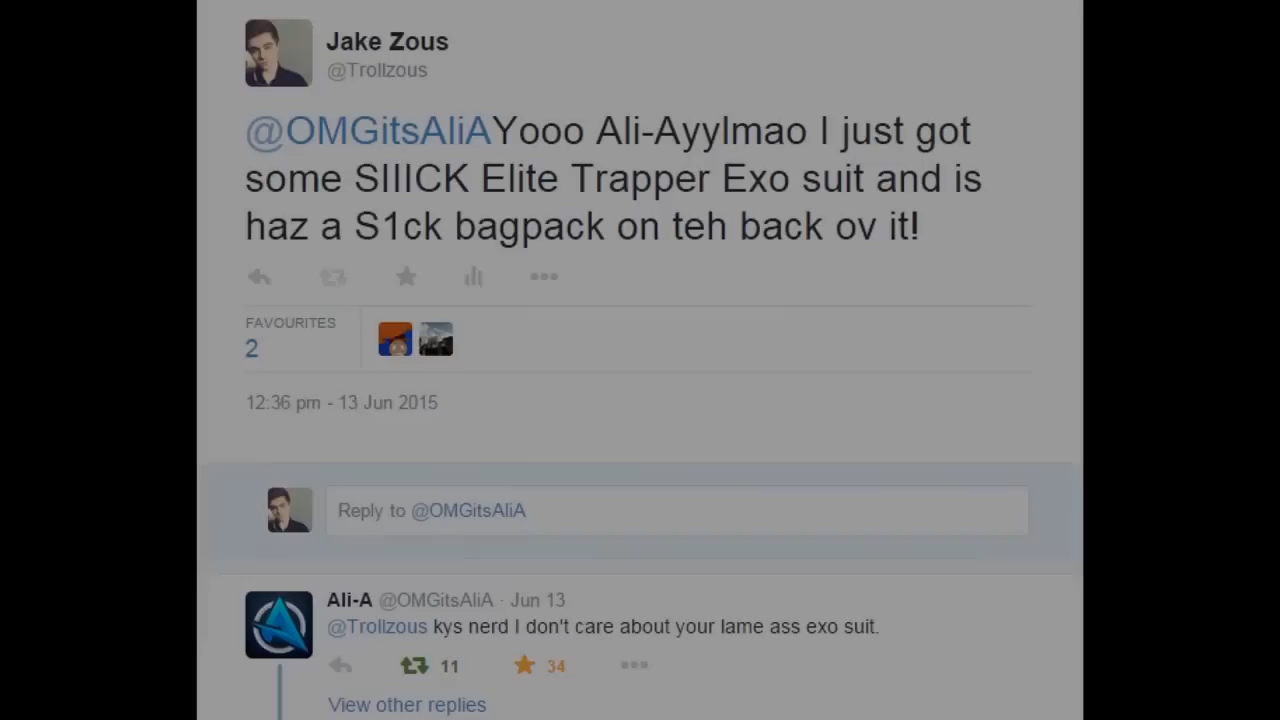 Jake Zous
@Trollzous
@OMGitsAliAYooo Ali-Ayylmao I just got
some SIIICK Elite Trapper Exo suit and is
haz a S1ck bagpack on teh back ov it!
FAVOURITES
2
12:36 pm - 13 Jun 2015
Reply to @OMGitsAliA
Ali-A @OMGitsAliA · Jun 13
@Trollzous kys nerd I don't care about your lame ass exo suit.
11 34
View other replies